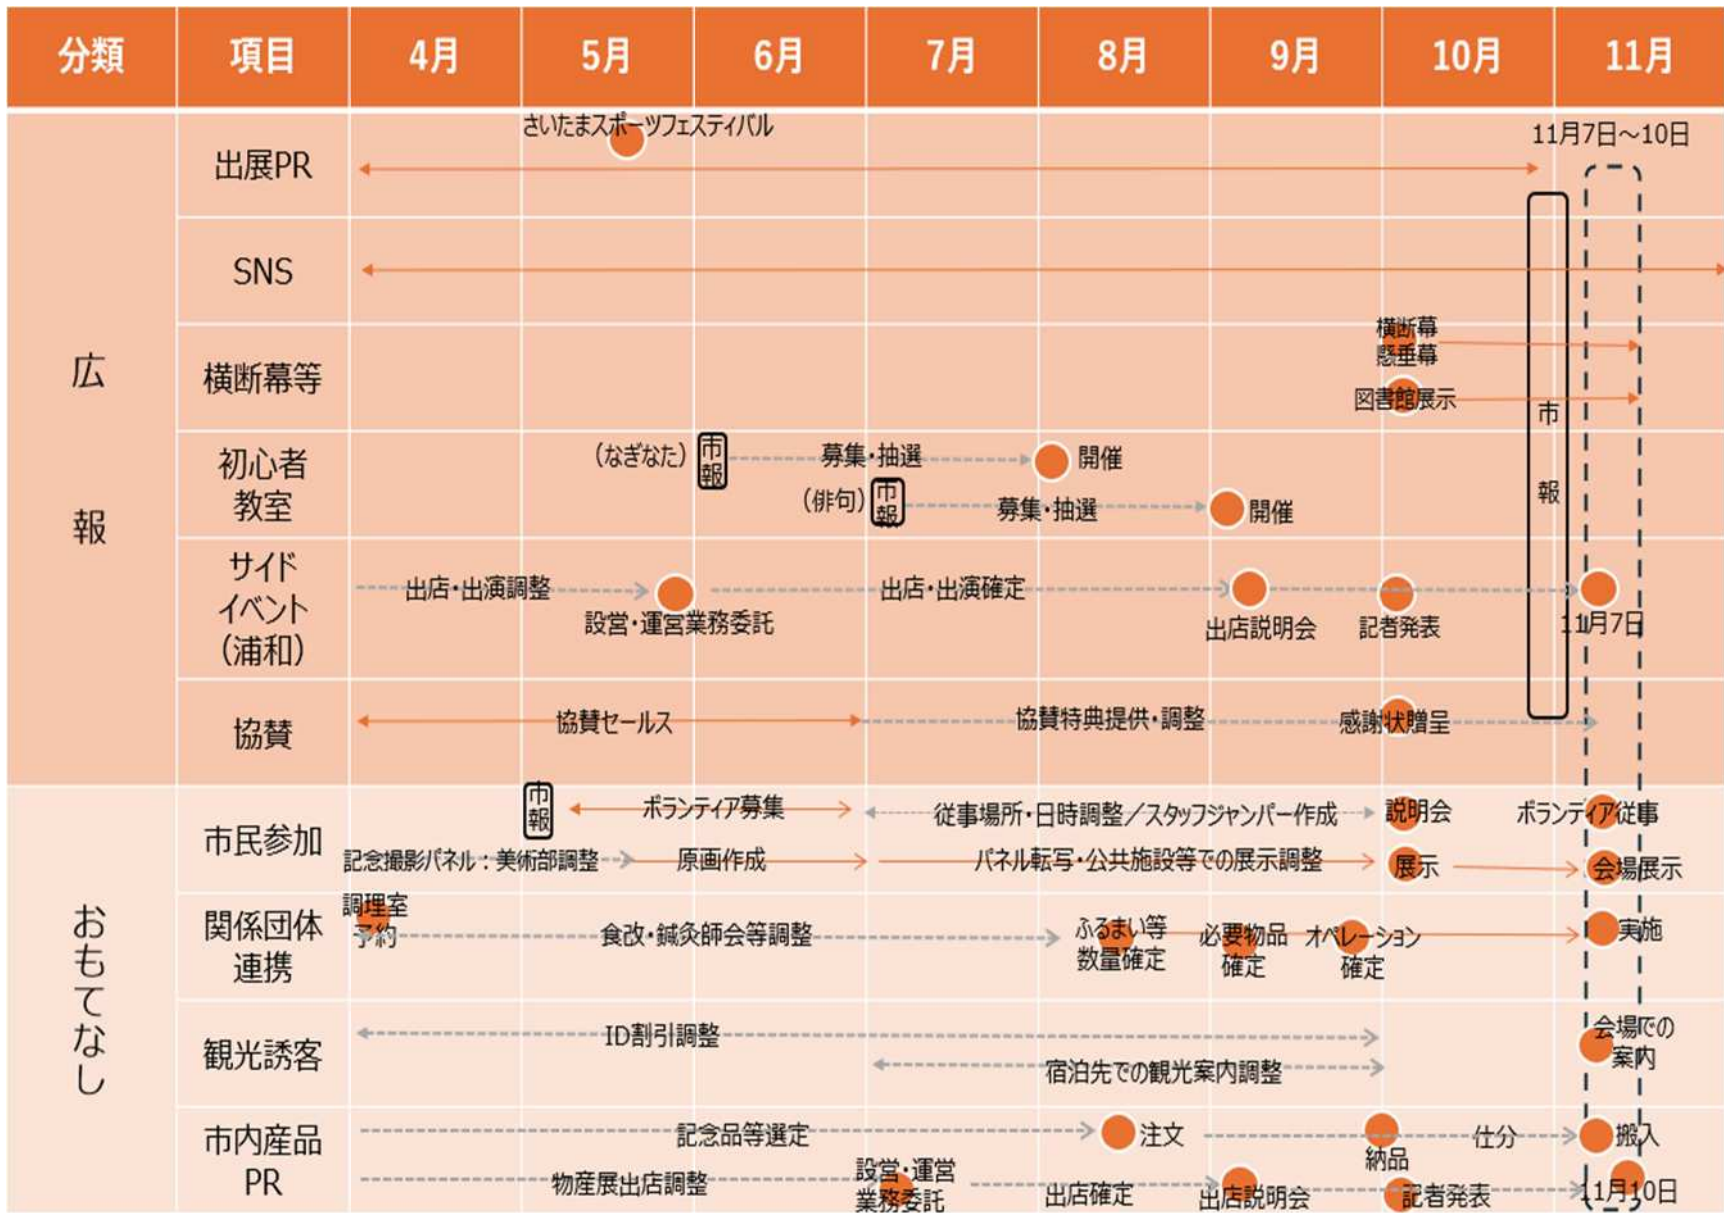 分類 項目 4月 5月 6月 7月 8月 9月 10月 11月
広報
出展PR
さいたまスポーツフェスティバル
11月7日～10日
SNS
横断幕等
横断幕
懸垂幕
図書館展示
市報
初心者
教室
（なぎなた） 市報 募集・抽選 開催
（俳句） 市報 募集・抽選 開催
サイド
イベント
（浦和）
出店・出演調整 設営・運営業務委託 出店・出演確定 出店説明会 記者発表 11月7日
協賛
協賛セールス 協賛特典提供・調整 感謝状贈呈
おもてなし
市民参加
市報 ボランティア募集 従事場所・日時調整／スタッフジャンパー作成 説明会 ボランティア従事
記念撮影パネル：美術部調整 原画作成 パネル転写・公共施設等での展示調整 展示 会場展示
関係団体
連携
調理室
予約
食改・鍼灸師会等調整
ふるまい等
数量確定
必要物品
確定
オペレーション
確定
実施
観光誘客
ID割引調整
宿泊先での観光案内調整
会場での
案内
市内産品
PR
記念品等選定 注文 納品 仕分 搬入
物産展出店調整
設営・運営
業務委託
出店確定 出店説明会 記者発表 11月10日